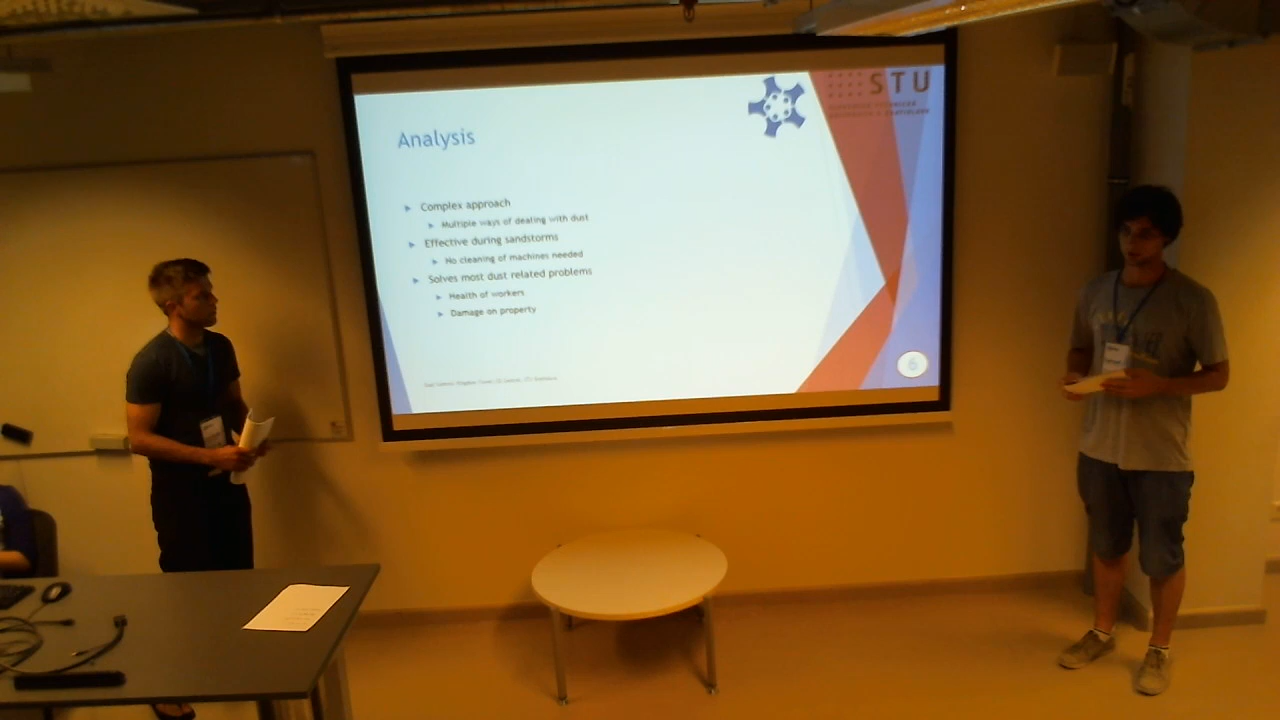 STU
Analysis
Complex approach
Multiple ways of dealing with dust
Effective during sandstorms
No cleaning of machines needed
Solves most dust related problems
Health of workers
Damage on property
6